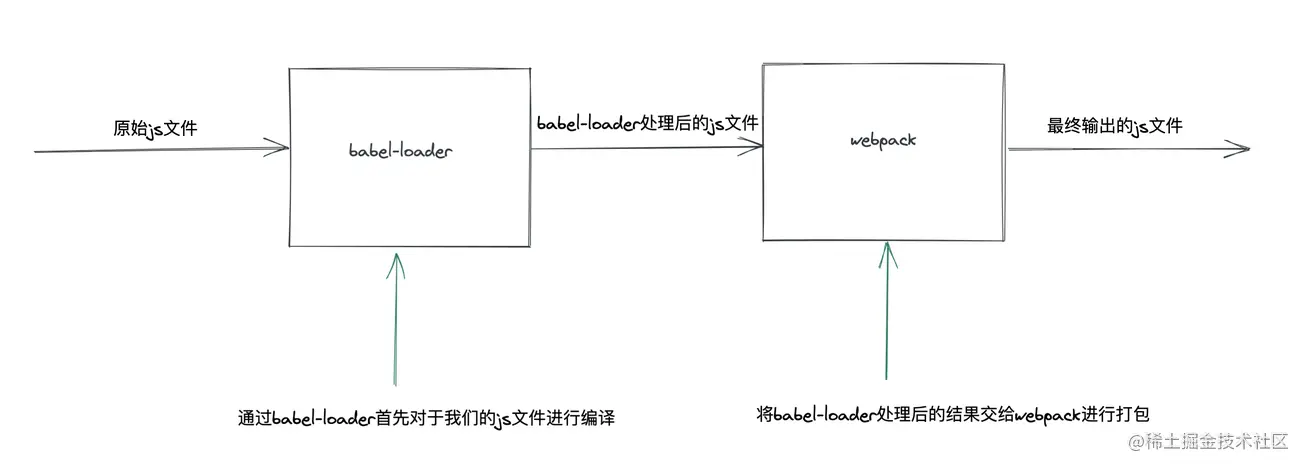 原始js文件
babel-loader
babel-loader处理后的js文件
webpack
最终输出的js文件
通过babel-loader首先对于我们的js文件进行编译
将babel-loader处理后的结果交给webpack进行打包
@稀土掘金技术社区